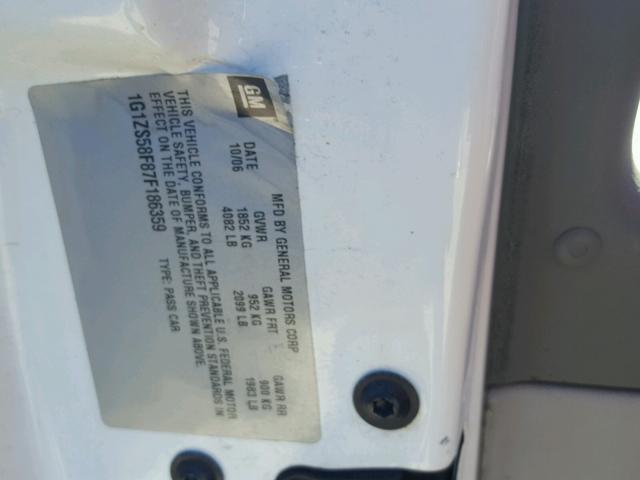 GM
MFD BY GENERAL MOTORS CORP
DATE GVWR GAWR FRT GAWR RR
10/06 1852 KG 952 KG 900 KG
4082 LB 2099 LB 1983 LB
THIS VEHICLE CONFORMS TO ALL APPLICABLE U.S. FEDERAL MOTOR
VEHICLE SAFETY, BUMPER, AND THEFT PREVENTION STANDARDS IN
EFFECT ON THE DATE OF MANUFACTURE SHOWN ABOVE.
1G1ZS58F87F186359 TYPE: PASS CAR